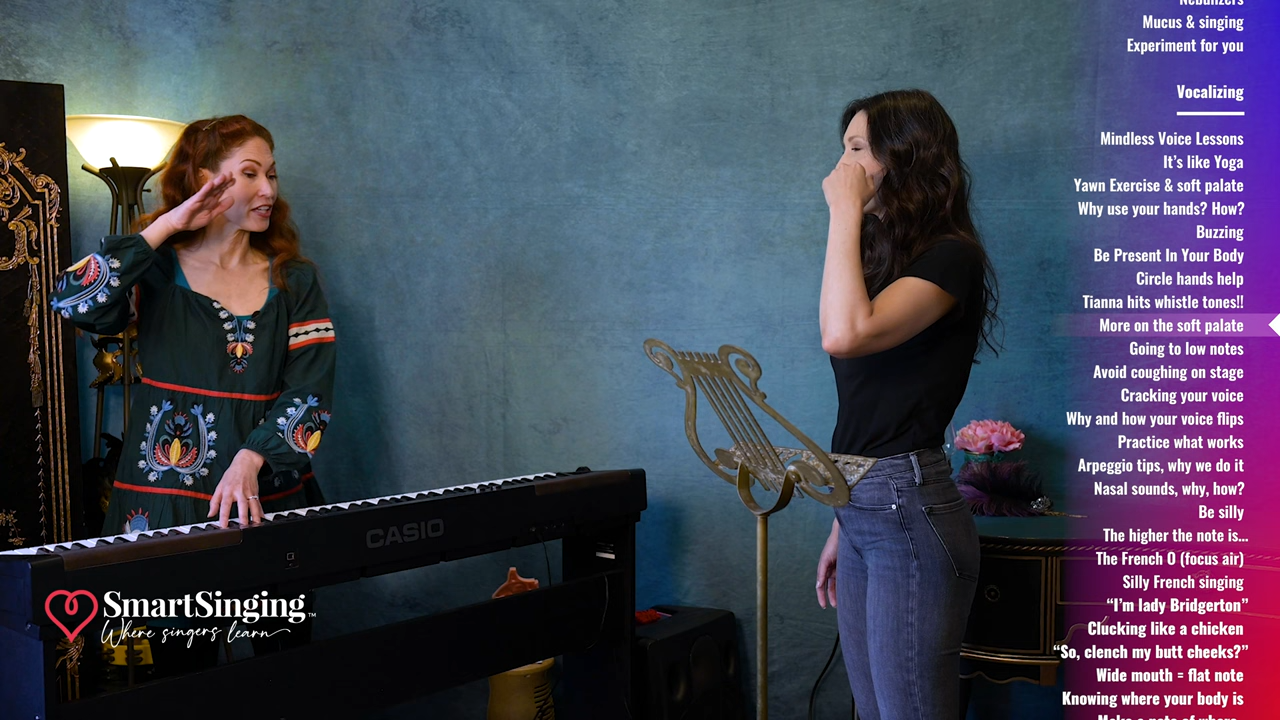 Nebulizers
Mucus & singing
Experiment for you
Vocalizing
Mindless Voice Lessons
It's like Yoga
Yawn Exercise & soft palate
Why use your hands? How?
Buzzing
Be Present In Your Body
Circle hands help
Tianna hits whistle tones!!
More on the soft palate
Going to low notes
Avoid coughing on stage
Cracking your voice
Why and how your voice flips
Practice what works
Arpeggio tips, why we do it
Nasal sounds, why, how?
Be silly
The higher the note is...
The French O (focus air)
Silly French singing
“I'm lady Bridgerton”
Clucking like a chicken
“So, clench my butt cheeks?”
Wide mouth = flat note
Knowing where your body is
CASIO
SmartSinging™
Where singers learn